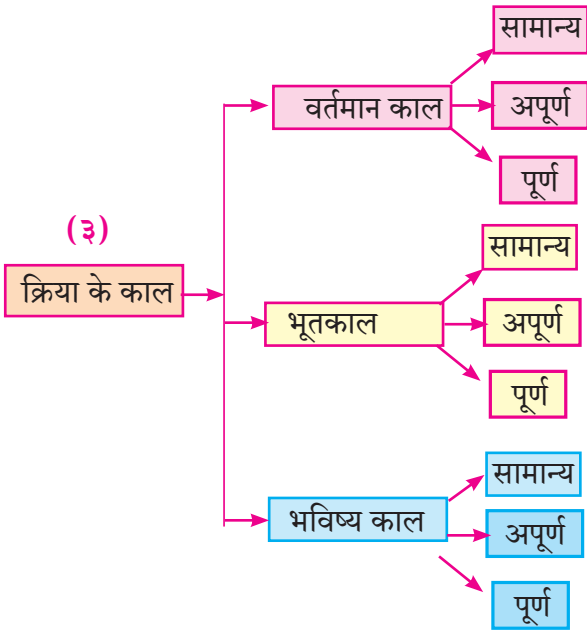 (३)
क्रिया के काल
वर्तमान काल
सामान्य
अपूर्ण
पूर्ण
भूतकाल
सामान्य
अपूर्ण
पूर्ण
भविष्य काल
सामान्य
अपूर्ण
पूर्ण